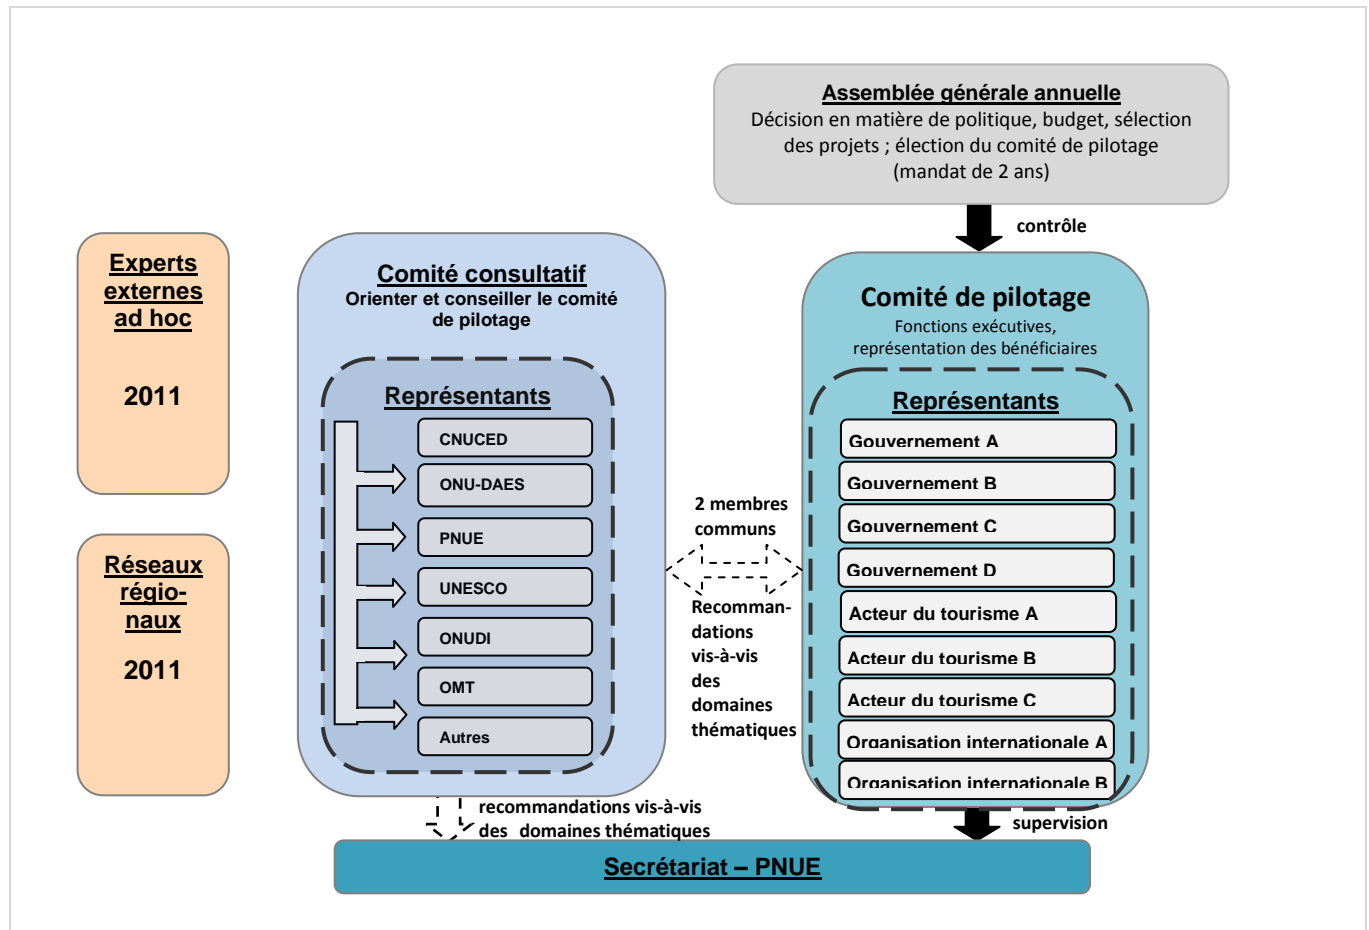 Assemblée générale annuelle
Décision en matière de politique, budget, sélection
des projets ; élection du comité de pilotage
(mandat de 2 ans)
contrôle
Experts
externes
ad hoc
2011
Réseaux
régio-
naux
2011
Comité consultatif
Orienter et conseiller le comité
de pilotage
Représentants
CNUCED
ONU-DAES
PNUE
UNESCO
ONUDI
OMT
Autres
2 membres
communs
Recomman-
dations
vis-à-vis
des
domaines
thématiques
Comité de pilotage
Fonctions exécutives,
représentation des bénéficiaires
Représentants
Gouvernement A
Gouvernement B
Gouvernement C
Gouvernement D
Acteur du tourisme A
Acteur du tourisme B
Acteur du tourisme C
Organisation internationale A
Organisation internationale B
recommandations vis-à-vis
des domaines thématiques
supervision
Secrétariat – PNUE